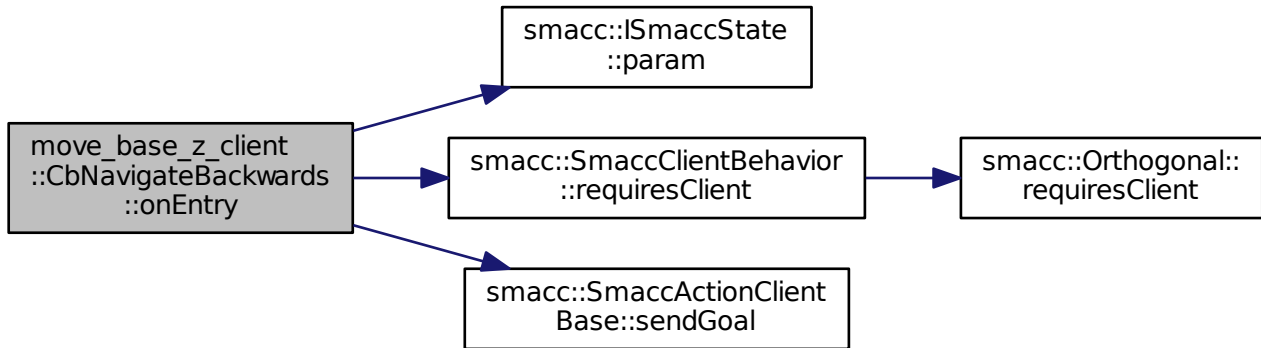 smacc::ISmaccState
::param
move_base_z_client
::CbNavigateBackwards
::onEntry
smacc::SmaccClientBehavior
::requiresClient
smacc::Orthogonal::
requiresClient
smacc::SmaccActionClient
Base::sendGoal